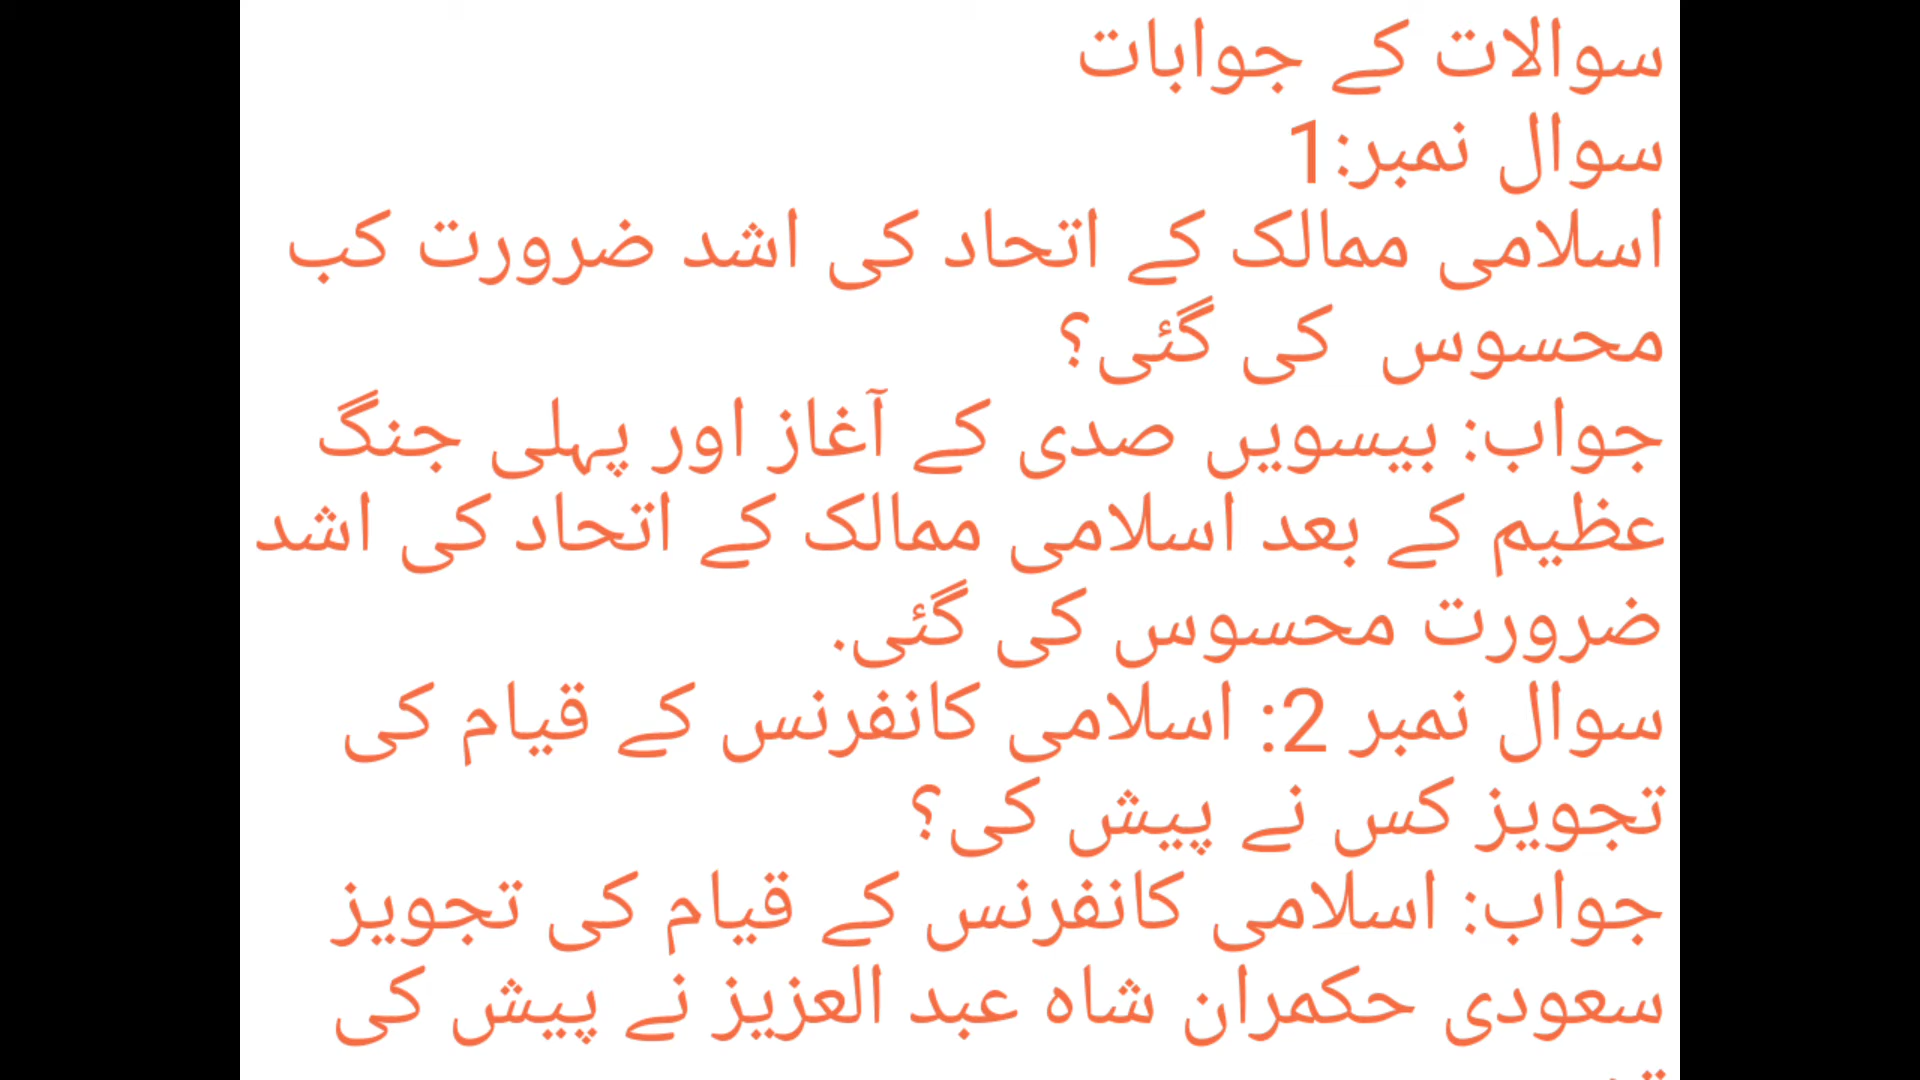 سوالات کے جوابات
سوال نمبر:1
اسلامی ممالک کے اتحاد کی اشد ضرورت کب
محسوس کی گئی؟
جواب: بیسویں صدی کے آغاز اور پہلی جنگ
عظیم کے بعد اسلامی ممالک کے اتحاد کی اشد
ضرورت محسوس کی گئی.
سوال نمبر 2: اسلامی کانفرنس کے قیام کی
تجویز کس نے پیش کی؟
جواب: اسلامی کانفرنس کے قیام کی تجویز
سعودی حکمران شاہ عبد العزیز نے پیش کی